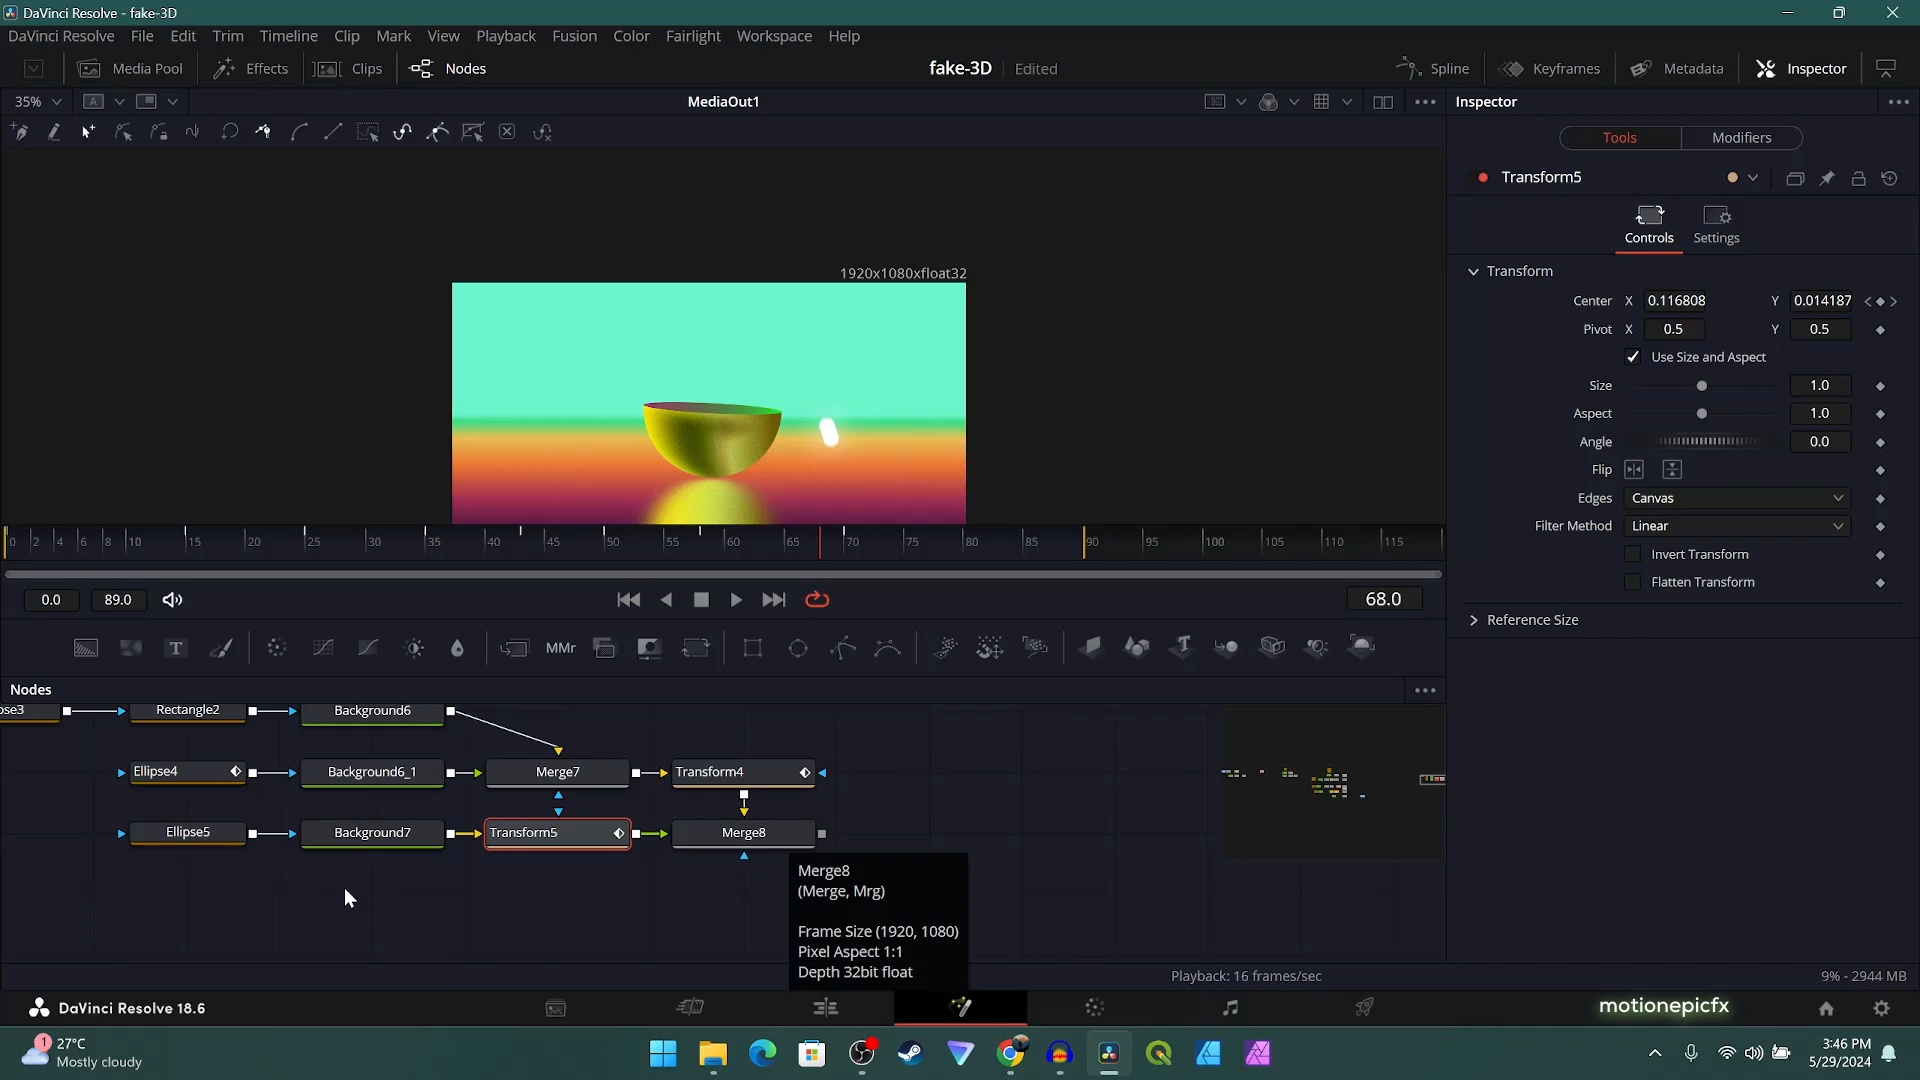 DaVinci Resolve - fake-3D
DaVinci Resolve File Edit Trim Timeline Clip Mark View Playback Fusion Color Fairlight Workspace Help
Media Pool Effects Clips Nodes fake-3D Edited Spline Keyframes Metadata Inspector
35% A MediaOut1 Inspector
Tools Modifiers
Transform5
Controls Settings
Transform
Center X 0.116808 Y 0.014187
Pivot X 0.5 Y 0.5
Use Size and Aspect
Size 1.0
Aspect 1.0
Angle 0.0
Flip
Edges Canvas
Filter Method Linear
Invert Transform
Flatten Transform
Reference Size
1920x1080xfloat32
0 2 4 6 8 10 15 20 25 30 35 40 45 50 55 60 65 70 75 80 85 90 95 100 105 110 115
0.0 89.0 68.0
T MMr T
Nodes
pse3 Rectangle2 Background6
Ellipse4 Background6_1 Merge7 Transform4
Ellipse5 Background7 Transform5 Merge8
Merge8
(Merge, Mrg)
Frame Size (1920, 1080)
Pixel Aspect 1:1
Depth 32bit float
Playback: 16 frames/sec 9% - 2944 MB
DaVinci Resolve 18.6 motionepicfx
1 27°C
Mostly cloudy
3:46 PM
5/29/2024